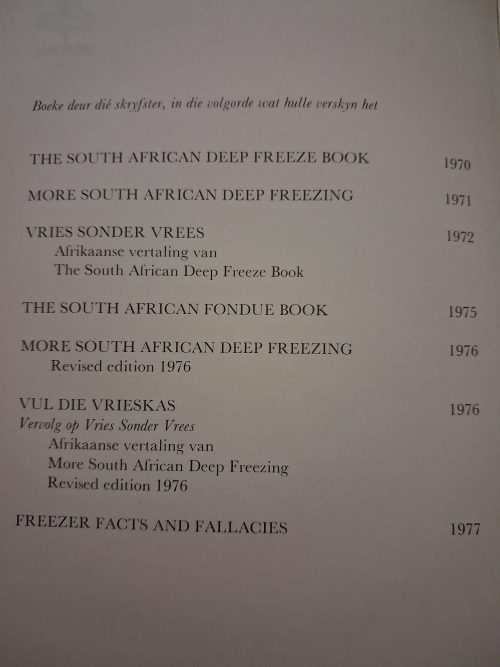 Boeke deur dié skryfster, in die volgorde wat hulle verskyn het
THE SOUTH AFRICAN DEEP FREEZE BOOK 1970
MORE SOUTH AFRICAN DEEP FREEZING 1971
VRIES SONDER VREES 1972
Afrikaanse vertaling van
The South African Deep Freeze Book
THE SOUTH AFRICAN FONDUE BOOK 1975
MORE SOUTH AFRICAN DEEP FREEZING 1976
Revised edition 1976
VUL DIE VRIESKAS 1976
Vervolg op Vries Sonder Vrees
Afrikaanse vertaling van
More South African Deep Freezing
Revised edition 1976
FREEZER FACTS AND FALLACIES 1977